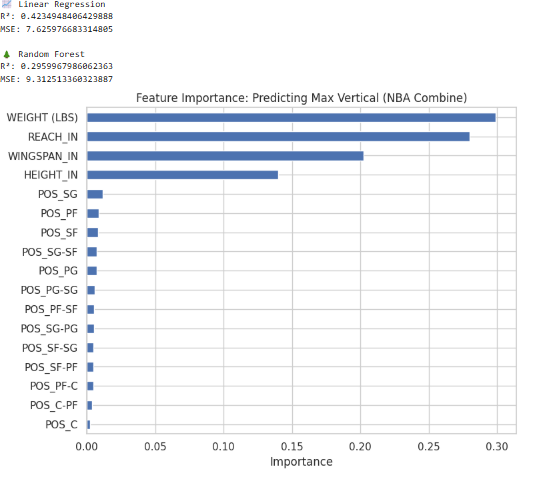 📈 Linear Regression
R²: 0.4234948406429888
MSE: 7.625976683314805
🌲 Random Forest
R²: 0.2959967986062363
MSE: 9.312513360323887
Feature Importance: Predicting Max Vertical (NBA Combine)
WEIGHT (LBS)
REACH_IN
WINGSPAN_IN
HEIGHT_IN
POS_SG
POS_PF
POS_SF
POS_SG-SF
POS_PG
POS_PG-SG
POS_PF-SF
POS_SG-PG
POS_SF-SG
POS_SF-PF
POS_PF-C
POS_C-PF
POS_C
0.00 0.05 0.10 0.15 0.20 0.25 0.30
Importance